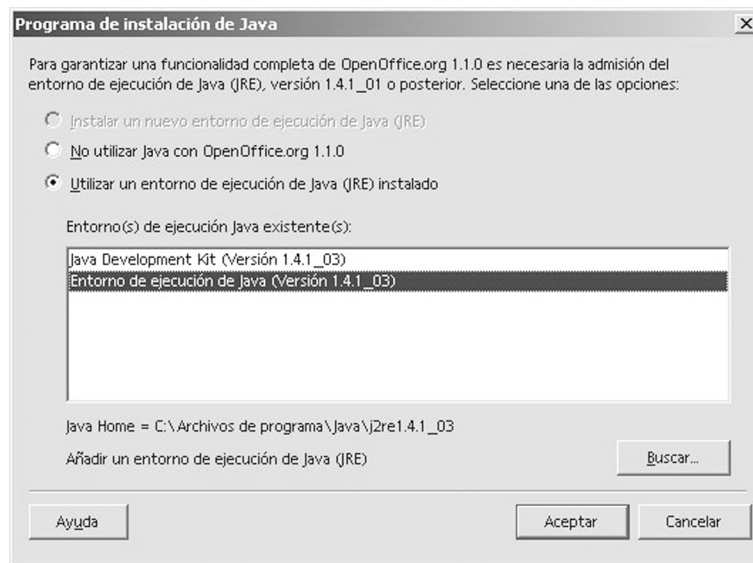 Programa de instalación de Java
Para garantizar una funcionalidad completa de OpenOffice.org 1.1.0 es necesaria la admisión del
entorno de ejecución de Java (JRE), versión 1.4.1_01 o posterior. Seleccione una de las opciones:
Instalar un nuevo entorno de ejecución de Java (JRE)
No utilizar Java con OpenOffice.org 1.1.0
Utilizar un entorno de ejecución de Java (JRE) instalado
Entorno(s) de ejecución Java existente(s):
Java Development Kit (Versión 1.4.1_03)
Entorno de ejecución de Java (Versión 1.4.1_03)
Java Home = C:\Archivos de programa\Java\j2re1.4.1_03
Añadir un entorno de ejecución de Java (JRE)
Buscar...
Ayuda
Aceptar
Cancelar